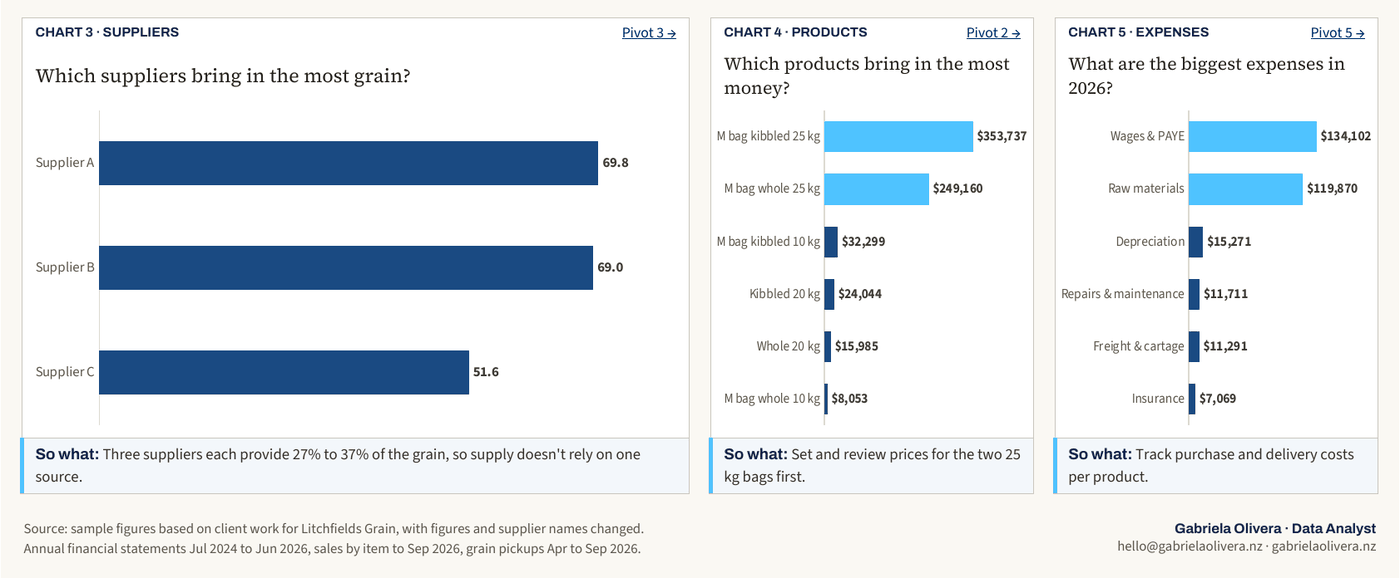 CHART 3 · SUPPLIERS
Pivot 3 →
Which suppliers bring in the most grain?
Supplier A
69.8
Supplier B
69.0
Supplier C
51.6
So what: Three suppliers each provide 27% to 37% of the grain, so supply doesn't rely on one
source.
CHART 4 · PRODUCTS
Pivot 2 →
Which products bring in the most
money?
M bag kibbled 25 kg
$353,737
M bag whole 25 kg
$249,160
M bag kibbled 10 kg
$32,299
Kibbled 20 kg
$24,044
Whole 20 kg
$15,985
M bag whole 10 kg
$8,053
So what: Set and review prices for the two 25
kg bags first.
CHART 5 · EXPENSES
Pivot 5 →
What are the biggest expenses in
2026?
Wages & PAYE
$134,102
Raw materials
$119,870
Depreciation
$15,271
Repairs & maintenance
$11,711
Freight & cartage
$11,291
Insurance
$7,069
So what: Track purchase and delivery costs
per product.
Source: sample figures based on client work for Litchfields Grain, with figures and supplier names changed.
Annual financial statements Jul 2024 to Jun 2026, sales by item to Sep 2026, grain pickups Apr to Sep 2026.
Gabriela Olivera · Data Analyst
hello@gabrielaolivera.nz · gabrielaolivera.nz